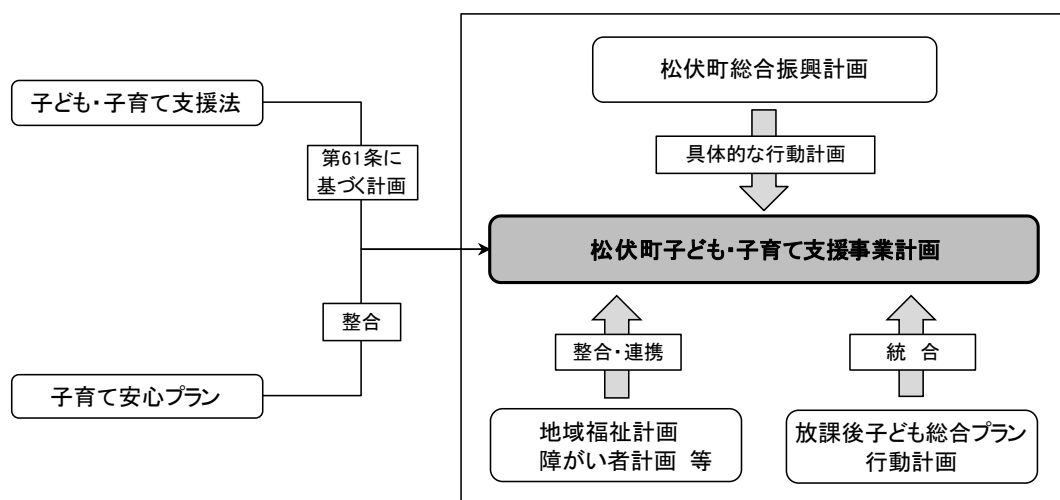 松伏町総合振興計画
子ども・子育て支援法
第61条に
基づく計画
具体的な行動計画
松伏町子ども・子育て支援事業計画
整合
整合・連携
統 合
子育て安心プラン
地域福祉計画
障がい者計画 等
放課後子ども総合プラン
行動計画